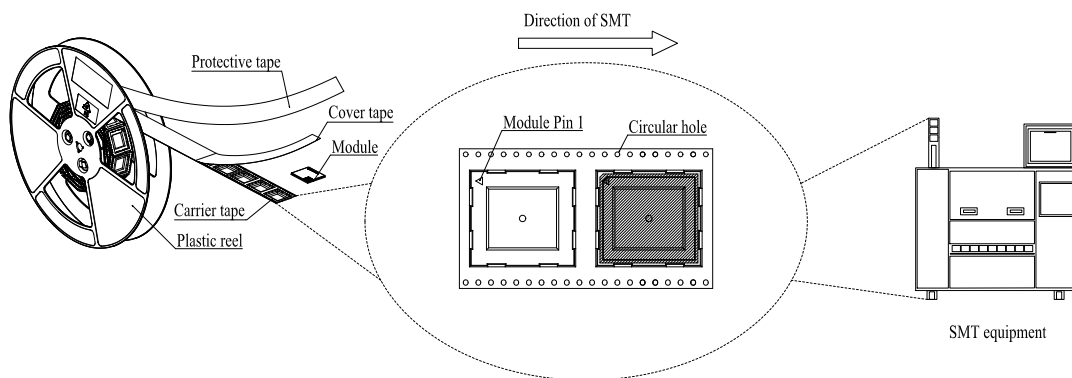 Direction of SMT
Protective tape
Cover tape
Module Pin 1
Circular hole
Module
Carrier tape
Plastic reel
SMT equipment